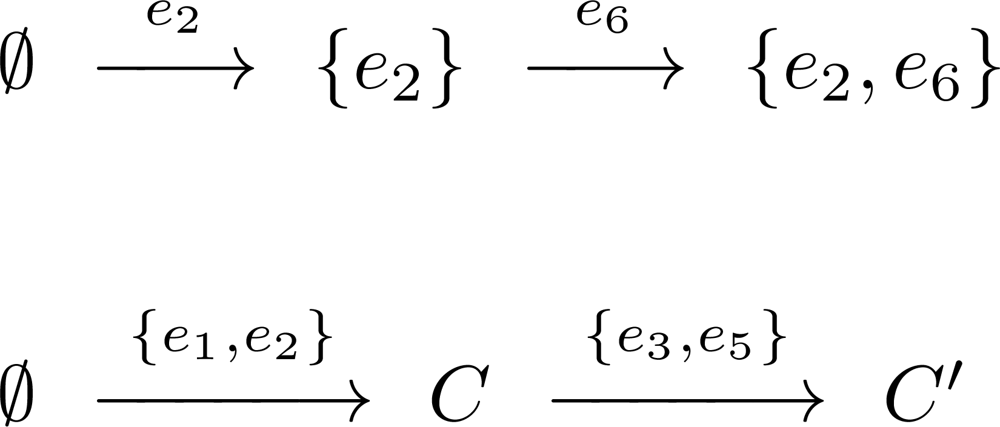 ∅ —e₂→ {e₂} —e₆→ {e₂, e₆}
∅ —{e₁,e₂}→ C —{e₃,e₅}→ C′